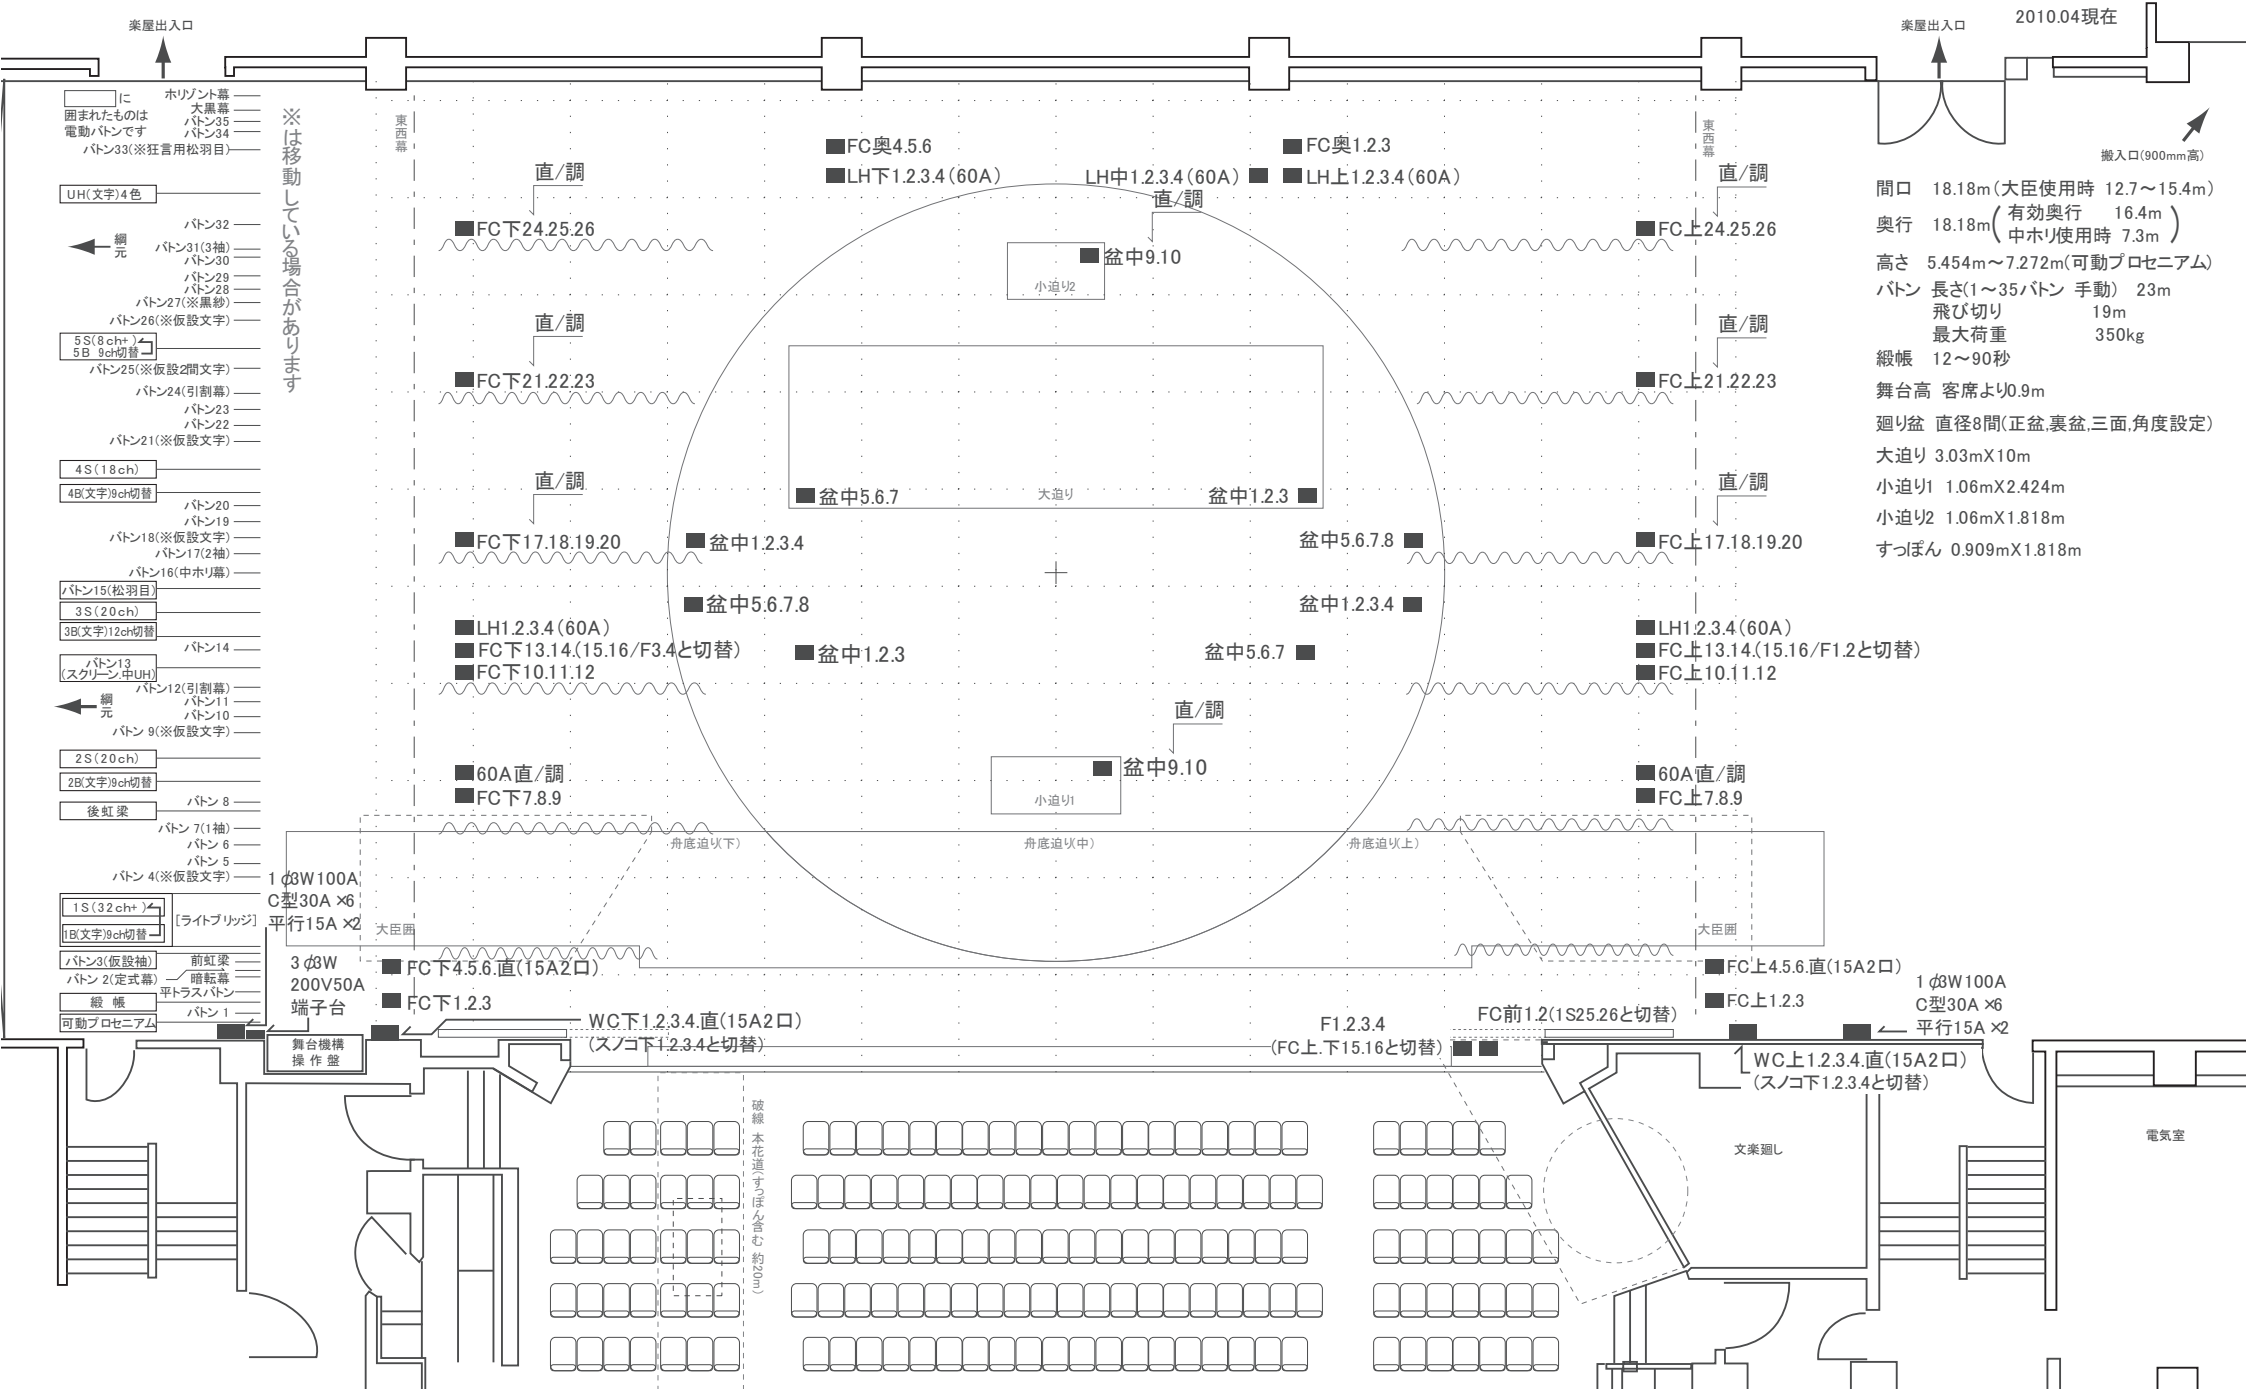 楽屋出入口
楽屋出入口
2010.04現在
に
囲まれたものは
電動バトンです
ホリゾント幕
大黒幕
バトン35
バトン34
バトン33(※狂言用松羽目)
UH(文字)4色
バトン32
綱元
バトン31(3袖)
バトン30
バトン29
バトン28
バトン27(※黒紗)
バトン26(※仮設文字)
5S(8ch+)
5B 9ch切替
バトン25(※仮設2間文字)
バトン24(引割幕)
バトン23
バトン22
バトン21(※仮設文字)
4S(18ch)
4B(文字)9ch切替
バトン20
バトン19
バトン18(※仮設文字)
バトン17(2袖)
バトン16(中ホリ幕)
バトン15(松羽目)
3S(20ch)
3B(文字)12ch切替
バトン14
バトン13
(スクリーン.中UH)
バトン12(引割幕)
綱元
バトン11
バトン10
バトン 9(※仮設文字)
2S(20ch)
2B(文字)9ch切替
バトン 8
後虹梁
バトン 7(1袖)
バトン 6
バトン 5
バトン 4(※仮設文字)
1S(32ch+)
[ライトブリッジ]
1B(文字)9ch切替
バトン3(仮設袖)
前虹梁
バトン 2(定式幕)
暗転幕
平トラスバトン
緞 帳
バトン 1
可動プロセニアム
※は移動している場合があります
東西幕
東西幕
FC奥4.5.6
FC奥1.2.3
LH下1.2.3.4(60A)
LH中1.2.3.4(60A)
LH上1.2.3.4(60A)
直/調
直/調
直/調
FC下24.25.26
FC上24.25.26
盆中9.10
小迫り2
直/調
直/調
FC下21.22.23
FC上21.22.23
直/調
直/調
盆中5.6.7
大迫り
盆中1.2.3
FC下17.18.19.20
盆中1.2.3.4
盆中5.6.7.8
FC上17.18.19.20
盆中5.6.7.8
盆中1.2.3.4
LH1.2.3.4(60A)
LH1.2.3.4(60A)
FC下13.14.(15.16/F3.4と切替)
盆中1.2.3
盆中5.6.7
FC上13.14.(15.16/F1.2と切替)
FC下10.11.12
FC上10.11.12
直/調
60A直/調
盆中9.10
60A直/調
FC下7.8.9
小迫り1
FC上7.8.9
舟底迫り(下)
舟底迫り(中)
舟底迫り(上)
1φ3W100A
C型30A×6
平行15A×2
大臣囲
大臣囲
3φ3W
200V50A
端子台
FC下4.5.6.直(15A2口)
FC上4.5.6.直(15A2口)
FC下1.2.3
FC上1.2.3
1φ3W100A
C型30A×6
平行15A×2
WC下1.2.3.4.直(15A2口)
(スノコ下1.2.3.4と切替)
F1.2.3.4
(FC上.下15.16と切替)
FC前1.2(1S25.26と切替)
WC上1.2.3.4.直(15A2口)
(スノコ下1.2.3.4と切替)
舞台機構
操作盤
破線 本花道(すっぽん含む 約20m)
文楽廻し
電気室
搬入口(900mm高)
間口 18.18m(大臣使用時 12.7～15.4m)
奥行 18.18m(有効奥行 16.4m
中ホリ使用時 7.3m)
高さ 5.454m～7.272m(可動プロセニアム)
バトン 長さ(1～35バトン 手動) 23m
飛び切り 19m
最大荷重 350kg
緞帳 12～90秒
舞台高 客席より0.9m
廻り盆 直径8間(正盆,裏盆,三面,角度設定)
大迫り 3.03mX10m
小迫り1 1.06mX2.424m
小迫り2 1.06mX1.818m
すっぽん 0.909mX1.818m